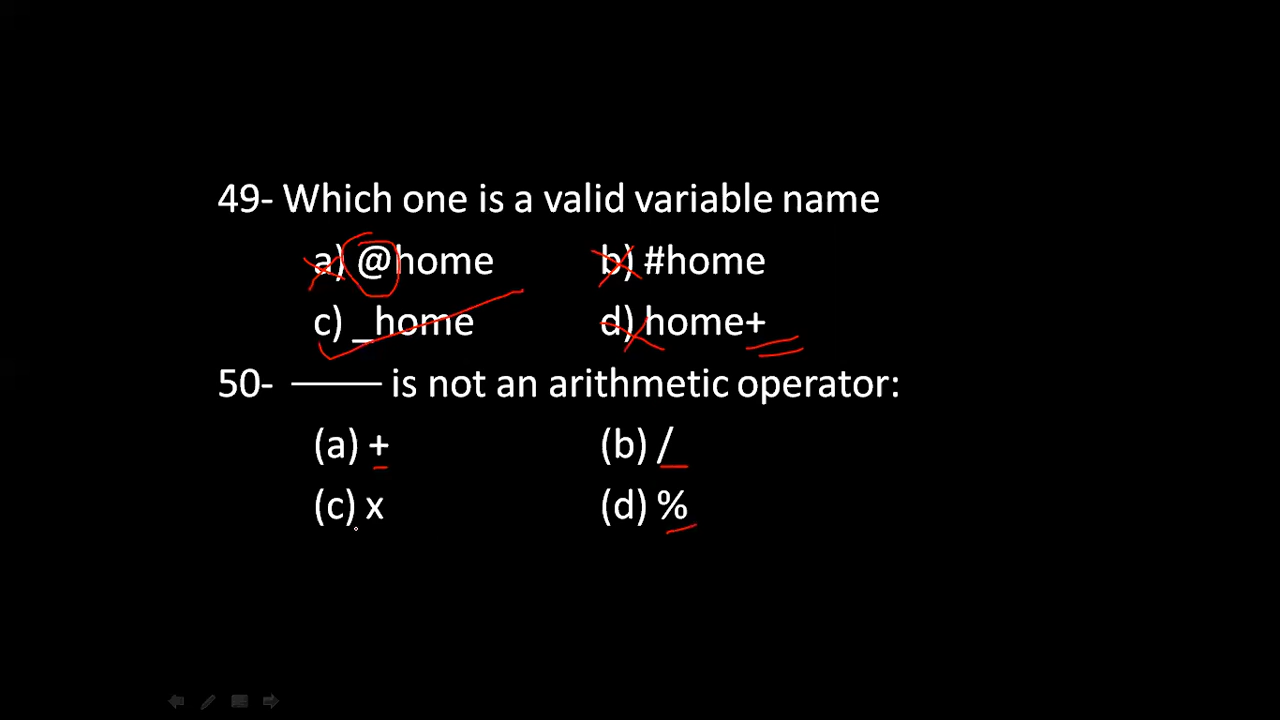 49- Which one is a valid variable name
a) @home b) #home
c) _home d) home+
50- ——— is not an arithmetic operator:
(a) + (b) /
(c) x (d) %